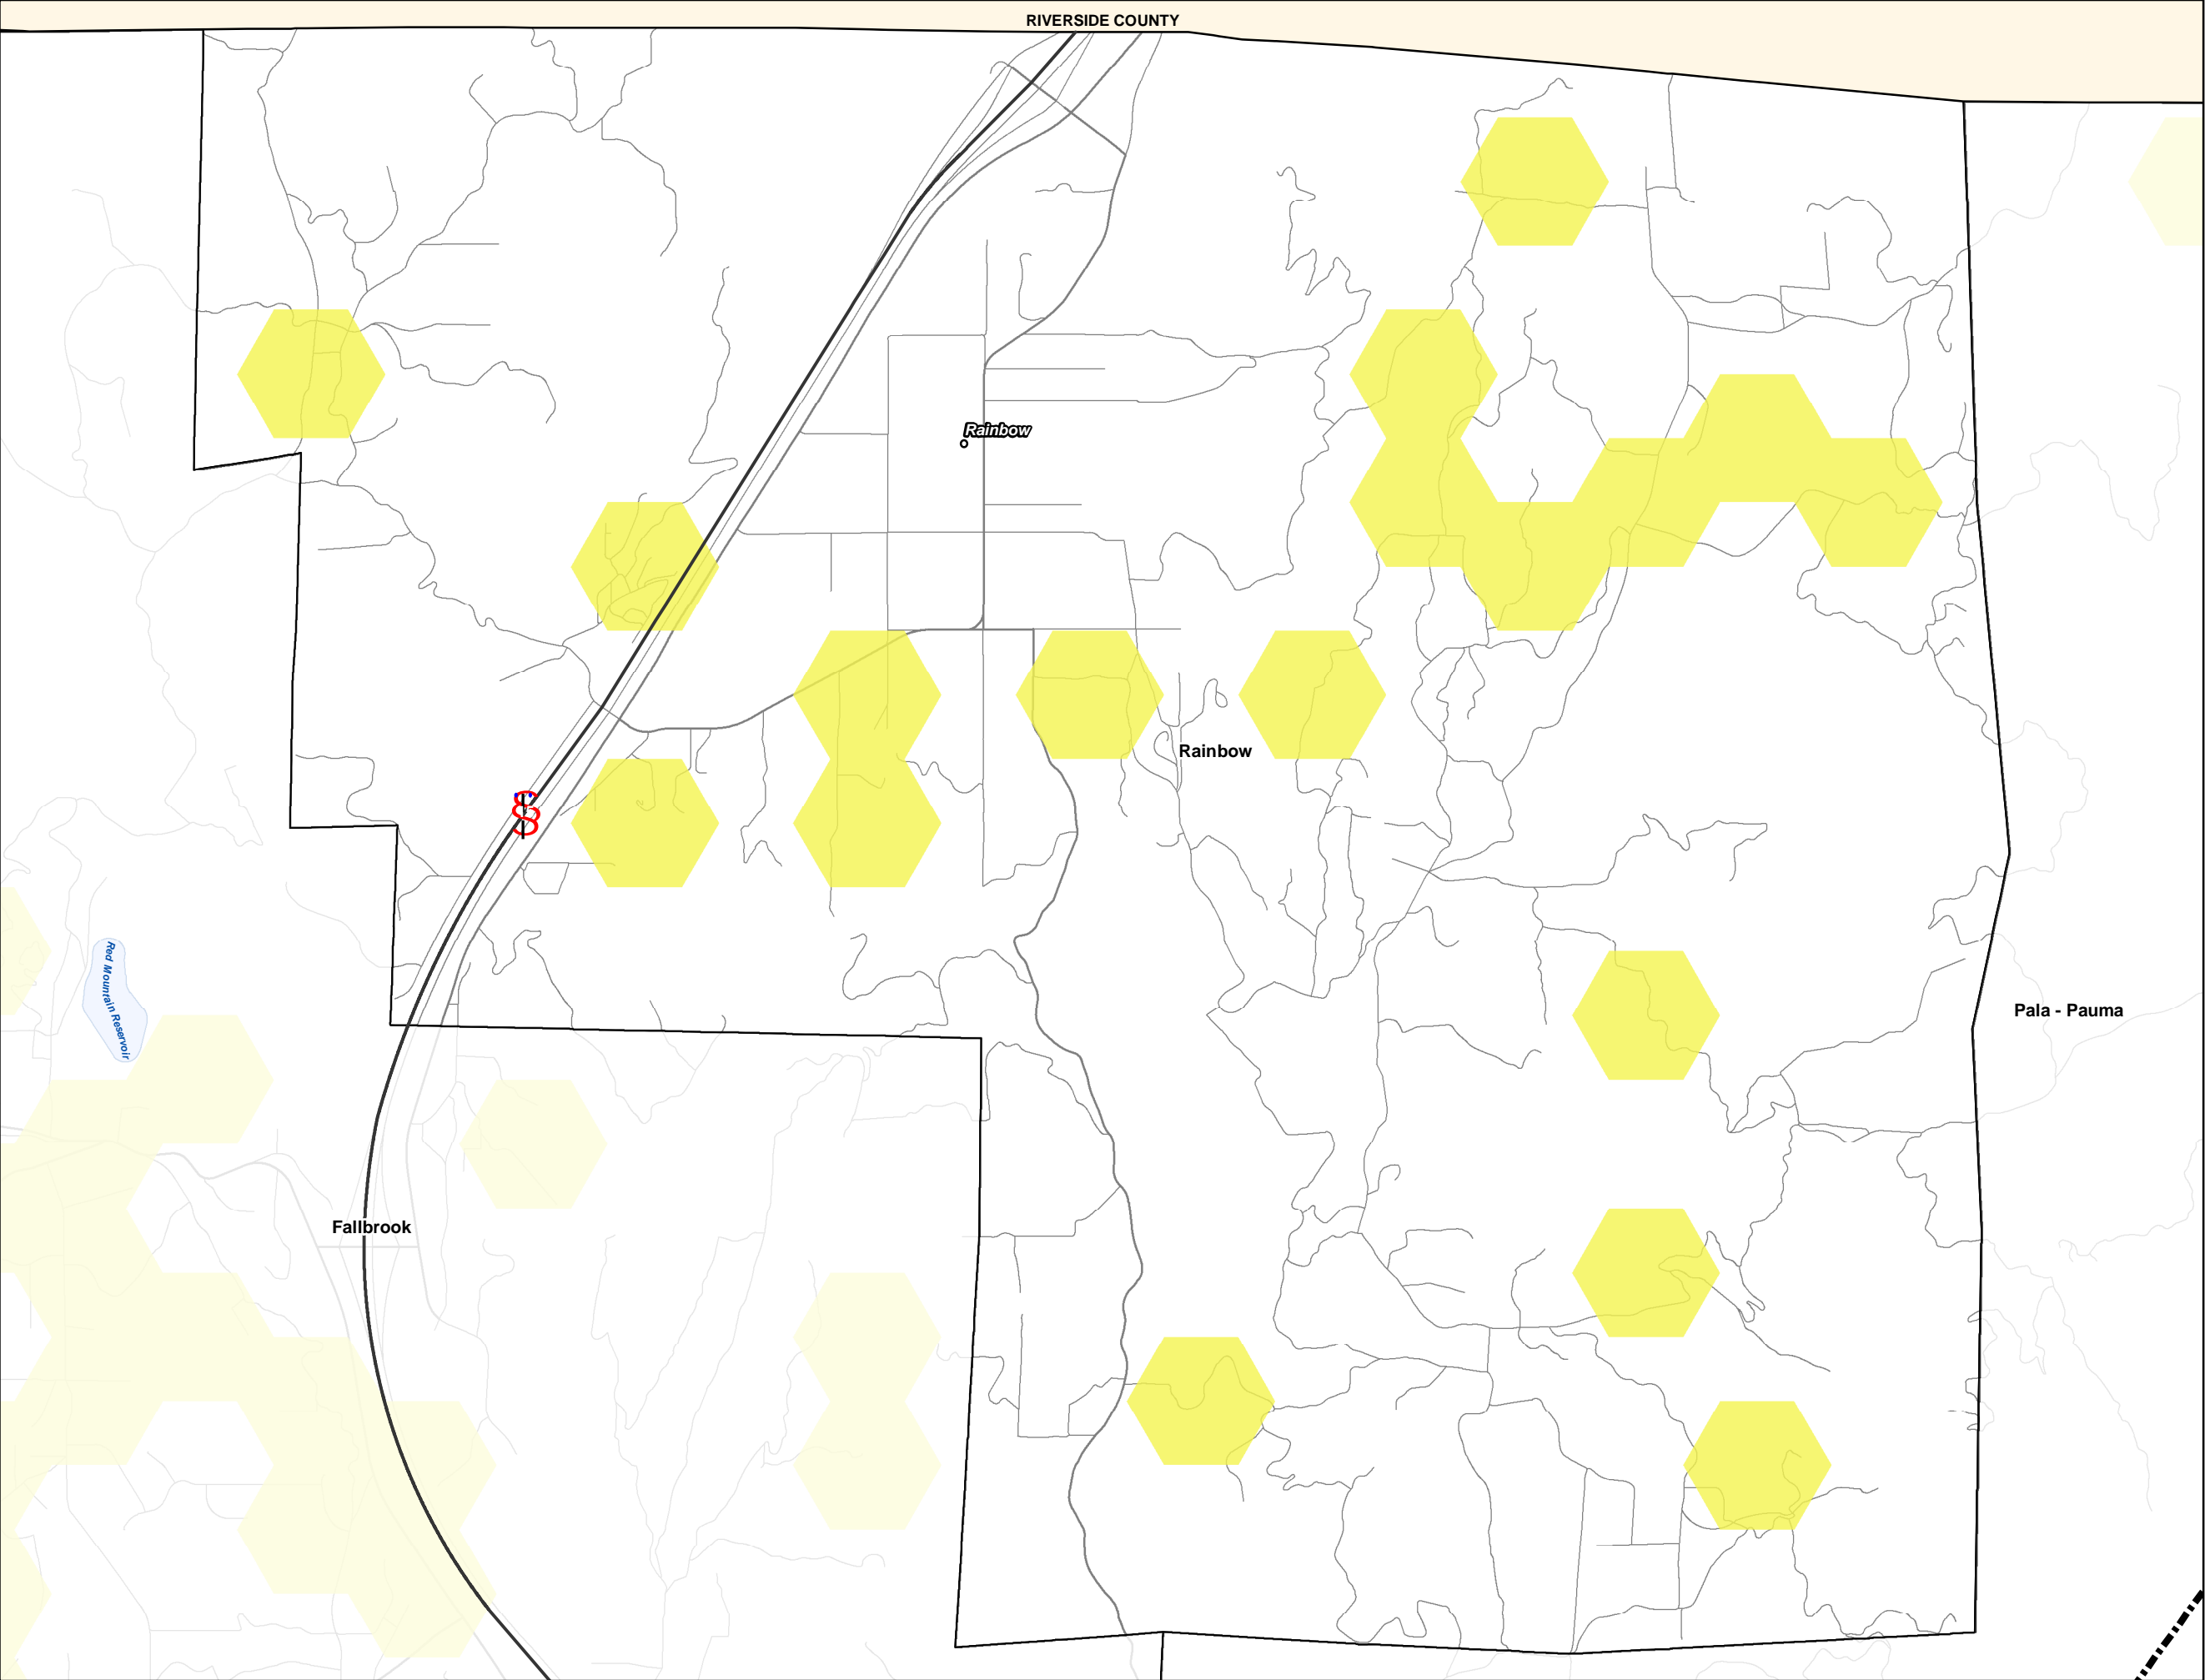 RIVERSIDE COUNTY
Rainbow
Rainbow
Red Mountain Reservoir
Pala - Pauma
Fallbrook